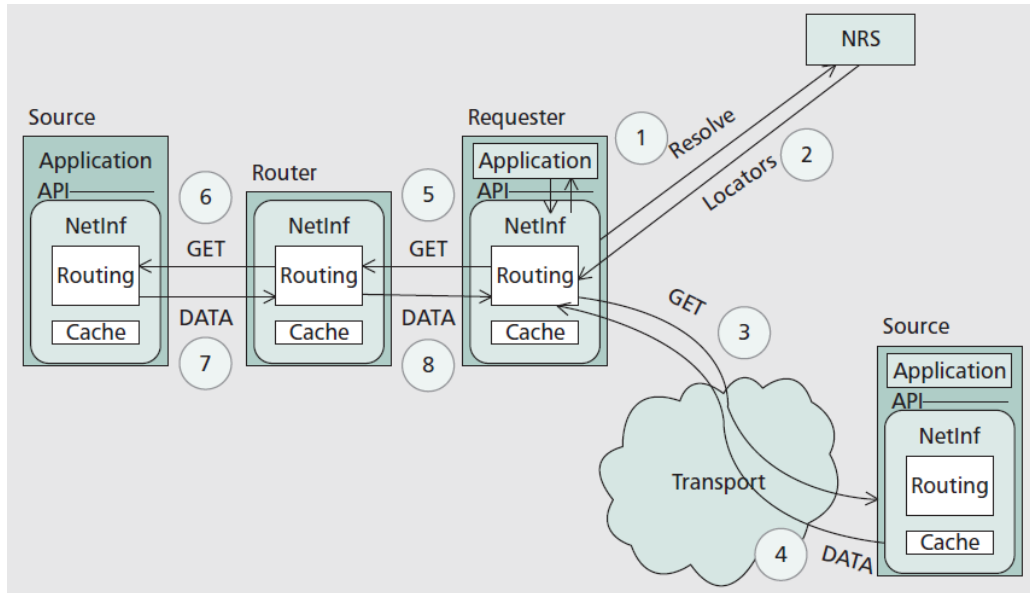 NRS
Source
Application
API
NetInf
Routing
Cache
Router
NetInf
Routing
Cache
Requester
Application
API
NetInf
Routing
Cache
1
Resolve
2
Locators
6
GET
5
GET
DATA
7
DATA
8
GET
3
Transport
4
DATA
Source
Application
API
NetInf
Routing
Cache